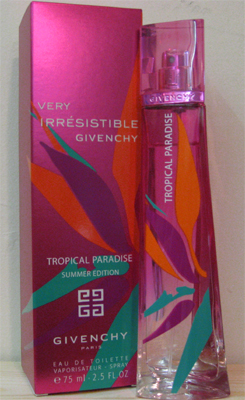 VERY
IRRÉSISTIBLE
GIVENCHY
TROPICAL PARADISE
SUMMER EDITION
GIVENCHY
PARIS
EAU DE TOILETTE
VAPORISATEUR - SPRAY
℮ 75 ml - 2.5 FL.OZ
GIVENCHY
TROPICAL PARADISE